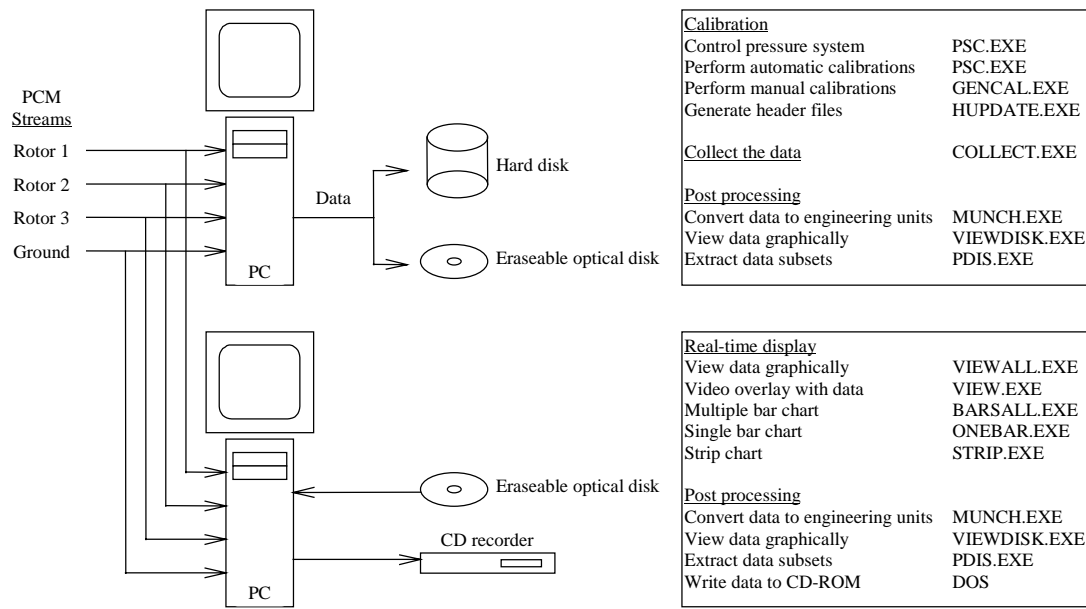 PCM
Streams
Rotor 1
Rotor 2
Rotor 3
Ground
PC
Data
Hard disk
Eraseable optical disk
Calibration
Control pressure system PSC.EXE
Perform automatic calibrations PSC.EXE
Perform manual calibrations GENCAL.EXE
Generate header files HUPDATE.EXE
Collect the data COLLECT.EXE
Post processing
Convert data to engineering units MUNCH.EXE
View data graphically VIEWDISK.EXE
Extract data subsets PDIS.EXE
PC
Eraseable optical disk
CD recorder
Real-time display
View data graphically VIEWALL.EXE
Video overlay with data VIEW.EXE
Multiple bar chart BARSALL.EXE
Single bar chart ONEBAR.EXE
Strip chart STRIP.EXE
Post processing
Convert data to engineering units MUNCH.EXE
View data graphically VIEWDISK.EXE
Extract data subsets PDIS.EXE
Write data to CD-ROM DOS